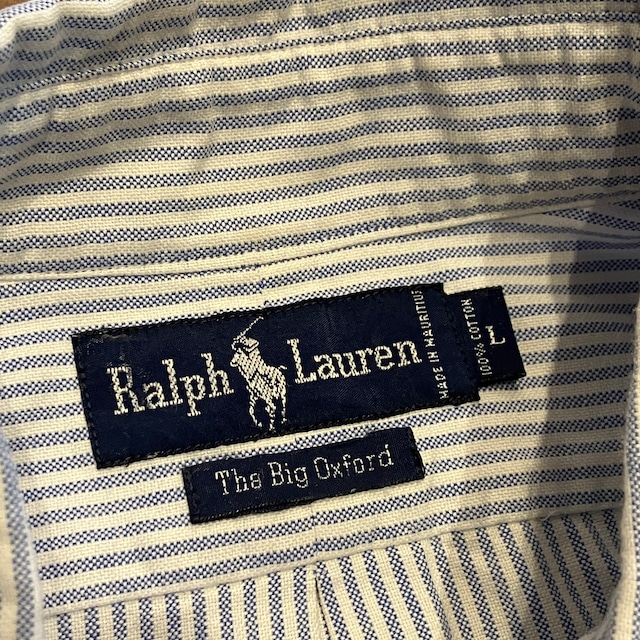 Ralph Lauren
MADE IN MAURITIUS
100% COTTON
L
The Big Oxford